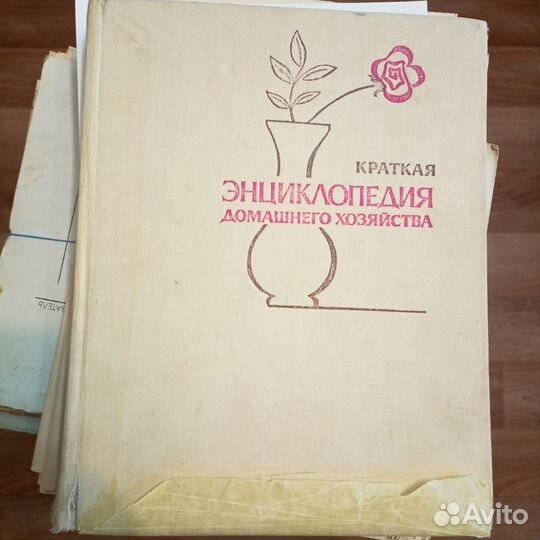 КРАТКАЯ
ЭНЦИКЛОПЕДИЯ
ДОМАШНЕГО ХОЗЯЙСТВА
Avito